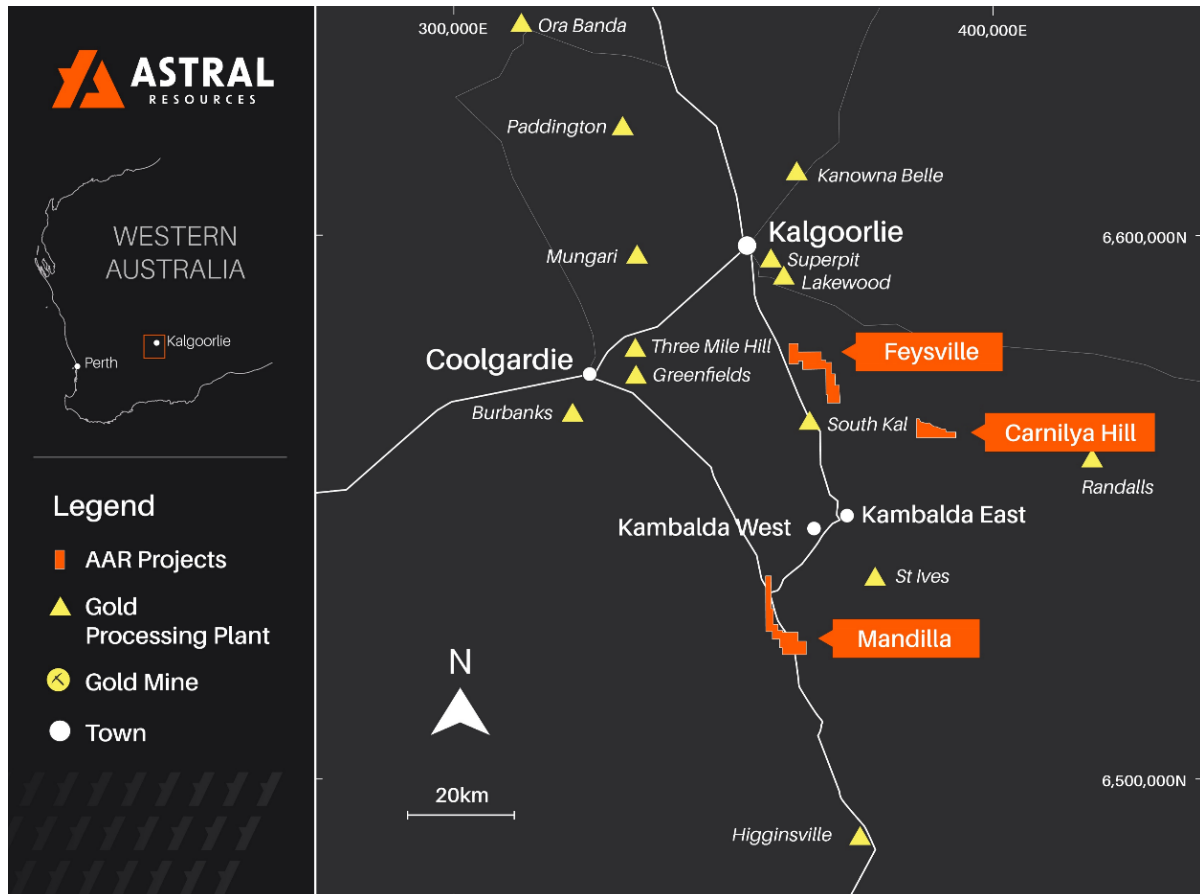 ASTRAL
RESOURCES
WESTERN
AUSTRALIA
Kalgoorlie
Perth
Legend
AAR Projects
Gold
Processing Plant
Gold Mine
Town
300,000E
400,000E
Ora Banda
Paddington
Kanowna Belle
Kalgoorlie
6,600,000N
Mungari
Superpit
Lakewood
Three Mile Hill
Feysville
Coolgardie
Greenfields
Burbanks
South Kal
Carnilya Hill
Randalls
Kambalda West
Kambalda East
St Ives
Mandilla
N
20km
6,500,000N
Higginsville